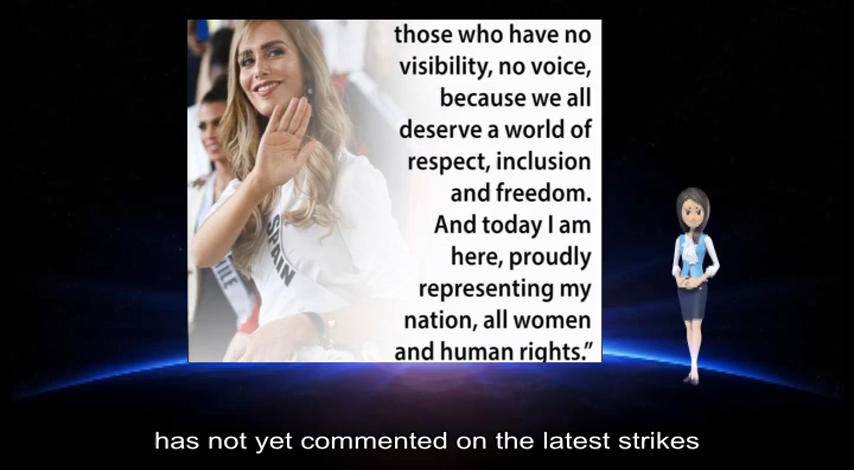 those who have no
visibility, no voice,
because we all
deserve a world of
respect, inclusion
and freedom.
And today I am
here, proudly
representing my
nation, all women
and human rights.”
SPAIN
has not yet commented on the latest strikes